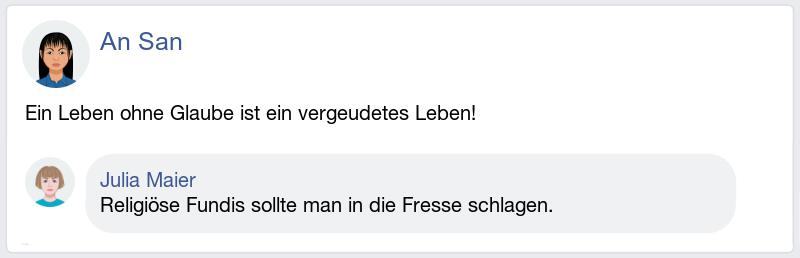 An San
Ein Leben ohne Glaube ist ein vergeudetes Leben!
Julia Maier
Religiöse Fundis sollte man in die Fresse schlagen.